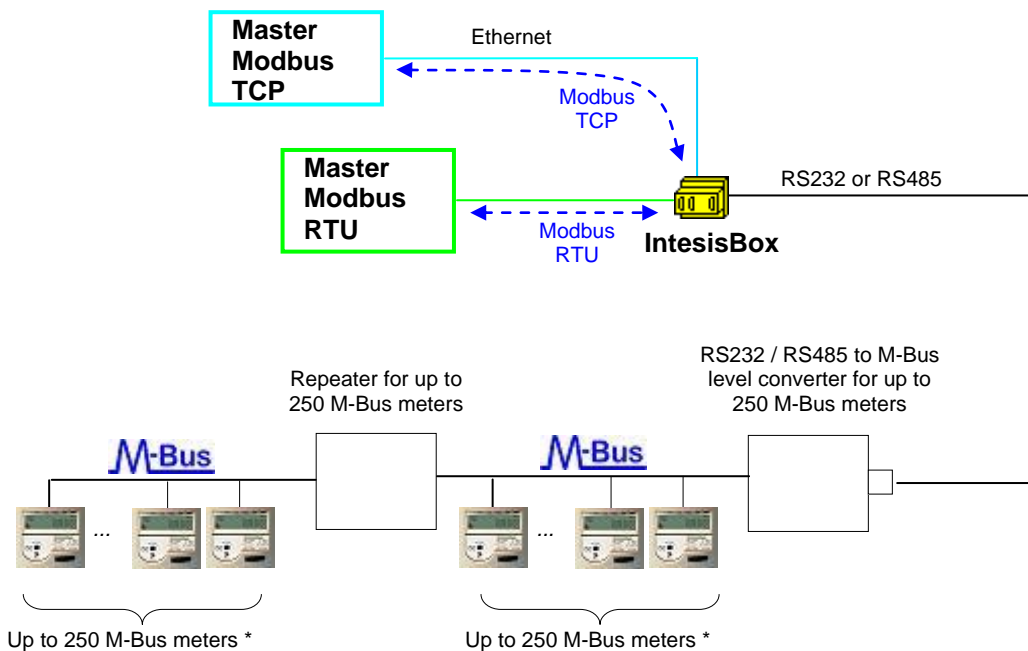 Master
Modbus
TCP
Ethernet
Modbus
TCP
Master
Modbus
RTU
Modbus
RTU
IntesisBox
RS232 or RS485
Repeater for up to
250 M-Bus meters
RS232 / RS485 to M-Bus
level converter for up to
250 M-Bus meters
M-Bus
M-Bus
...
...
Up to 250 M-Bus meters *
Up to 250 M-Bus meters *